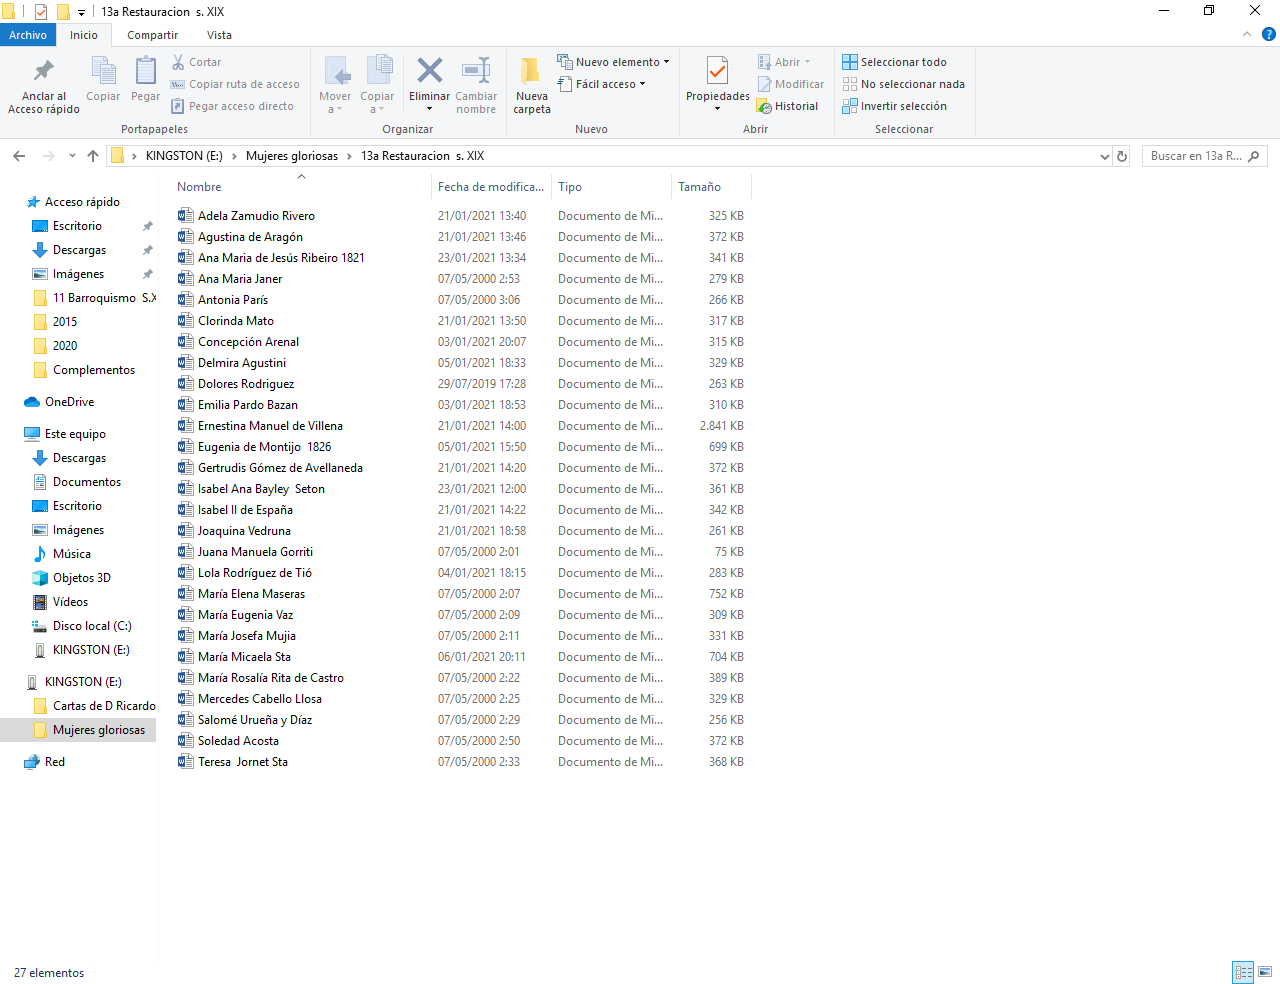 13a Restauracion  s. XIX
Archivo Inicio Compartir Vista
Anclar al Acceso rápido
Copiar
Pegar
Cortar
Copiar ruta de acceso
Pegar acceso directo
Portapapeles
Mover a
Copiar a
Eliminar
Cambiar nombre
Organizar
Nueva carpeta
Nuevo elemento
Fácil acceso
Nuevo
Propiedades
Abrir
Modificar
Historial
Abrir
Seleccionar todo
No seleccionar nada
Invertir selección
Seleccionar
KINGSTON (E:) > Mujeres gloriosas > 13a Restauracion  s. XIX
Buscar en 13a R...
Acceso rápido
Escritorio
Descargas
Imágenes
11 Barroquismo  S.X
2015
2020
Complementos
OneDrive
Este equipo
Descargas
Documentos
Escritorio
Imágenes
Música
Objetos 3D
Vídeos
Disco local (C:)
KINGSTON (E:)
KINGSTON (E:)
Cartas de D Ricardo
Mujeres gloriosas
Red
Nombre Fecha de modifica... Tipo Tamaño
Adela Zamudio Rivero 21/01/2021 13:40 Documento de Mi... 325 KB
Agustina de Aragón 21/01/2021 13:46 Documento de Mi... 372 KB
Ana Maria de Jesús Ribeiro 1821 23/01/2021 13:34 Documento de Mi... 341 KB
Ana Maria Janer 07/05/2000 2:53 Documento de Mi... 279 KB
Antonia París 07/05/2000 3:06 Documento de Mi... 266 KB
Clorinda Mato 21/01/2021 13:50 Documento de Mi... 317 KB
Concepción Arenal 03/01/2021 20:07 Documento de Mi... 315 KB
Delmira Agustini 05/01/2021 18:33 Documento de Mi... 329 KB
Dolores Rodriguez 29/07/2019 17:28 Documento de Mi... 263 KB
Emilia Pardo Bazan 03/01/2021 18:53 Documento de Mi... 310 KB
Ernestina Manuel de Villena 21/01/2021 14:00 Documento de Mi... 2.841 KB
Eugenia de Montijo  1826 05/01/2021 15:50 Documento de Mi... 699 KB
Gertrudis Gómez de Avellaneda 21/01/2021 14:20 Documento de Mi... 372 KB
Isabel Ana Bayley  Seton 23/01/2021 12:00 Documento de Mi... 361 KB
Isabel II de España 21/01/2021 14:22 Documento de Mi... 342 KB
Joaquina Vedruna 21/01/2021 18:58 Documento de Mi... 261 KB
Juana Manuela Gorriti 07/05/2000 2:01 Documento de Mi... 75 KB
Lola Rodríguez de Tió 04/01/2021 18:15 Documento de Mi... 283 KB
María Elena Maseras 07/05/2000 2:07 Documento de Mi... 752 KB
María Eugenia Vaz 07/05/2000 2:09 Documento de Mi... 309 KB
María Josefa Mujia 07/05/2000 2:11 Documento de Mi... 331 KB
María Micaela Sta 06/01/2021 20:11 Documento de Mi... 704 KB
María Rosalía Rita de Castro 07/05/2000 2:22 Documento de Mi... 389 KB
Mercedes Cabello Llosa 07/05/2000 2:25 Documento de Mi... 329 KB
Salomé Urueña y Díaz 07/05/2000 2:29 Documento de Mi... 256 KB
Soledad Acosta 07/05/2000 2:50 Documento de Mi... 372 KB
Teresa  Jornet Sta 07/05/2000 2:33 Documento de Mi... 368 KB
27 elementos